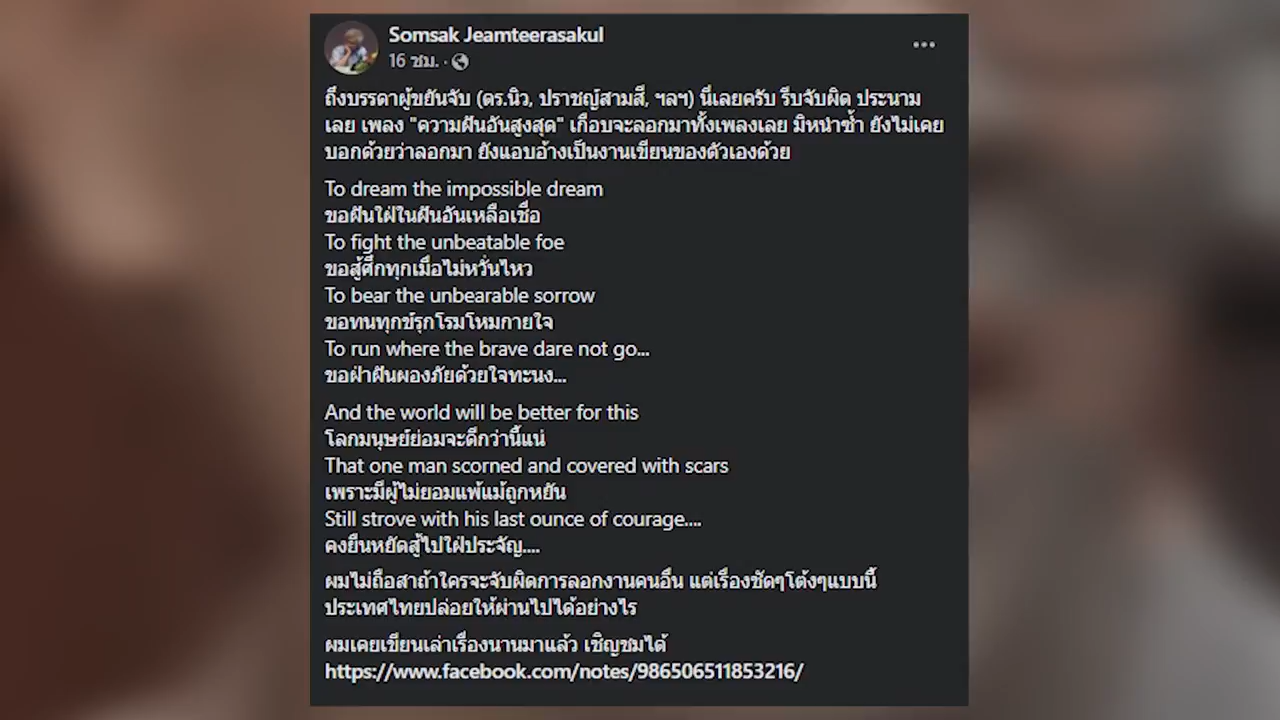 Somsak Jeamteerasakul
16 ชม. ·
ถึงบรรดาผู้ขยันจับ (ดร.นิว, ปราชญ์สามสี, ฯลฯ) นี่เลยครับ รีบจับผิด ประนาม
เลย เพลง "ความฝันอันสูงสุด" เกือบจะลอกมาทั้งเพลงเลย มิหนำซ้ำ ยังไม่เคย
บอกด้วยว่าลอกมา ยังแอบอ้างเป็นงานเขียนของตัวเองด้วย
To dream the impossible dream
ขอฝันใฝ่ในฝันอันเหลือเชื่อ
To fight the unbeatable foe
ขอสู้ศึกทุกเมื่อไม่หวั่นไหว
To bear the unbearable sorrow
ขอทนทุกข์รุกโรมโหมกายใจ
To run where the brave dare not go...
ขอฝ่าฝันผองภัยด้วยใจทะนง...
And the world will be better for this
โลกมนุษย์ย่อมจะดีกว่านี้แน่
That one man scorned and covered with scars
เพราะมีผู้ไม่ยอมแพ้แม้ถูกหยัน
Still strove with his last ounce of courage....
คงยืนหยัดสู้ไปใฝ่ประจัญ....
ผมไม่ถือสาถ้าใครจะจับผิดการลอกงานคนอื่น แต่เรื่องชัดๆโต้งๆแบบนี้
ประเทศไทยปล่อยให้ผ่านไปได้อย่างไร
ผมเคยเขียนเล่าเรื่องนานมาแล้ว เชิญชมได้
https://www.facebook.com/notes/986506511853216/